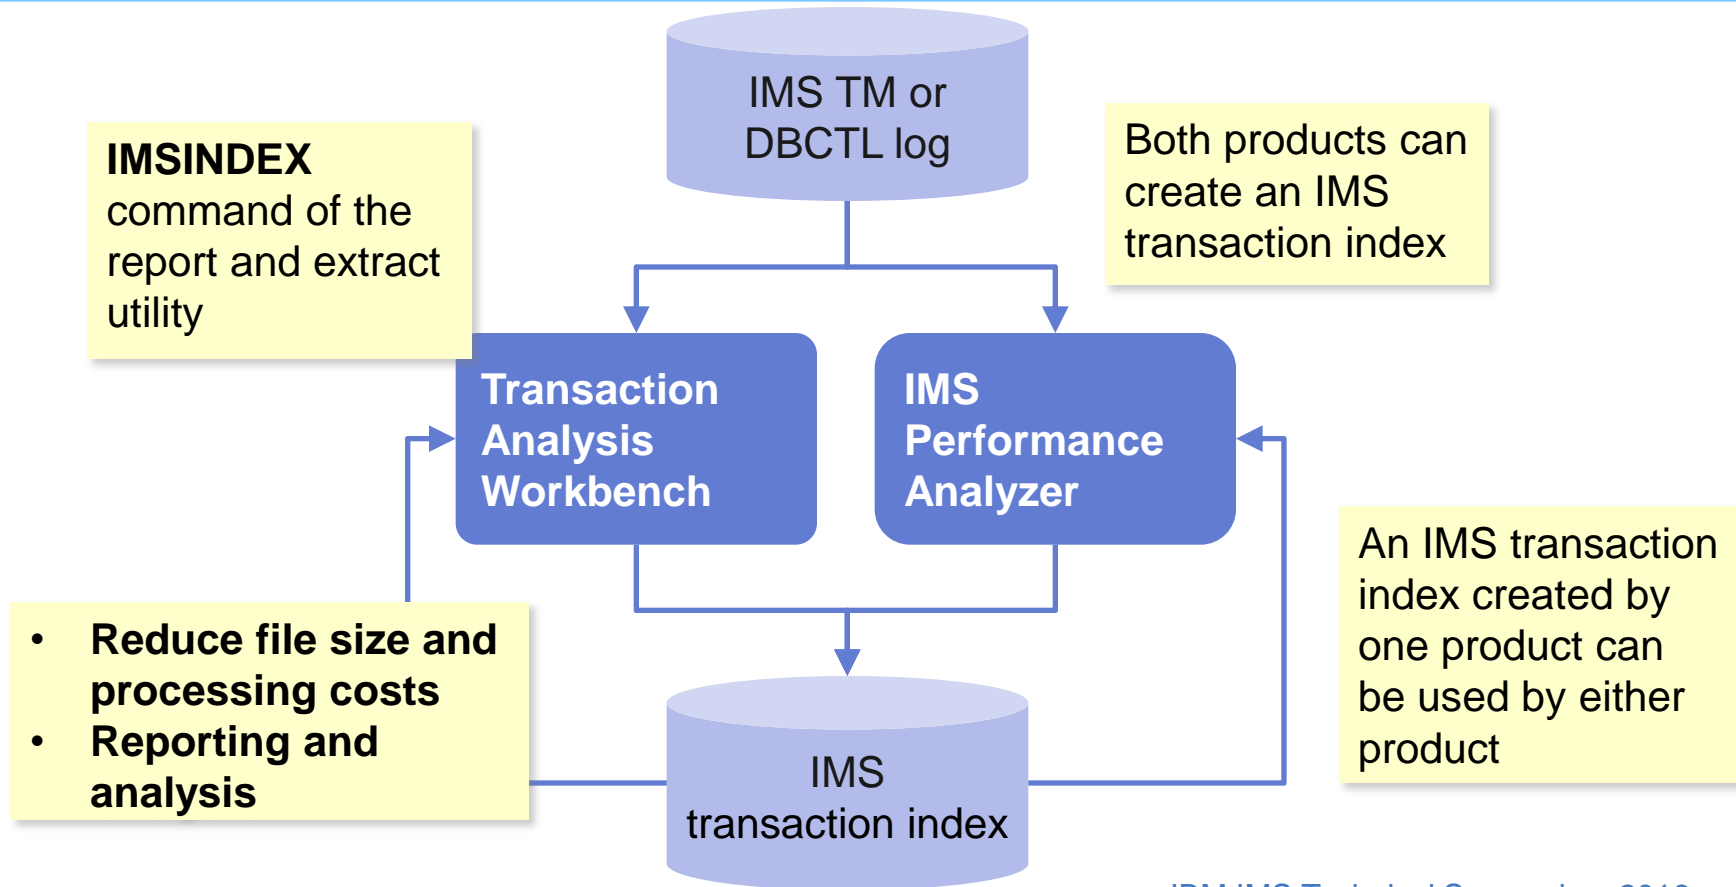 IMS TM or
DBCTL log
IMSINDEX
command of the
report and extract
utility
Both products can
create an IMS
transaction index
Transaction
Analysis
Workbench
IMS
Performance
Analyzer
An IMS transaction
index created by
one product can
be used by either
product
• Reduce file size and
processing costs
• Reporting and
analysis
IMS
transaction index